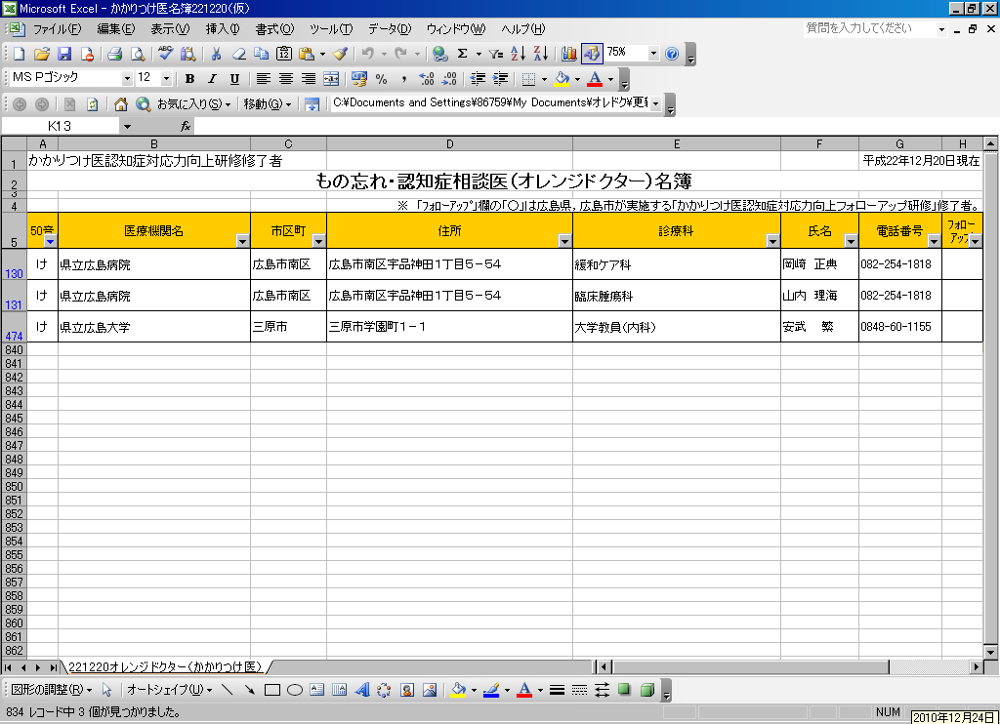 Microsoft Excel - かかりつけ医名簿221220(仮)
ファイル(F) 編集(E) 表示(V) 挿入(I) 書式(O) ツール(T) データ(D) ウィンドウ(W) ヘルプ(H) 質問を入力してください
75%
MS Pゴシック 12 B I U
お気に入り(S) 移動(G) C:¥Documents and Settings¥86759¥My Documents¥オレドク¥更新
K13 fx
A B C D E F G H
1 かかりつけ医認知症対応力向上研修修了者 平成22年12月20日現在
2 もの忘れ・認知症相談医(オレンジドクター)名簿
3
4 ※ 「フォローアップ」欄の「○」は広島県,広島市が実施する「かかりつけ医認知症対応力向上フォローアップ研修」修了者。
5 50音 医療機関名 市区町 住所 診療科 氏名 電話番号 フォローアップ
130 け 県立広島病院 広島市南区 広島市南区宇品神田1丁目5-54 緩和ケア科 岡崎 正典 082-254-1818
131 け 県立広島病院 広島市南区 広島市南区宇品神田1丁目5-54 臨床腫瘍科 山内 理海 082-254-1818
474 け 県立広島大学 三原市 三原市学園町1-1 大学教員(内科) 安武 繁 0848-60-1155
840
841
842
843
844
845
846
847
848
849
850
851
852
853
854
855
856
857
858
859
860
861
862
221220オレンジドクター(かかりつけ医)
図形の調整(R) オートシェイプ(U)
834 レコード中 3 個が見つかりました。 NUM
2010年12月24日